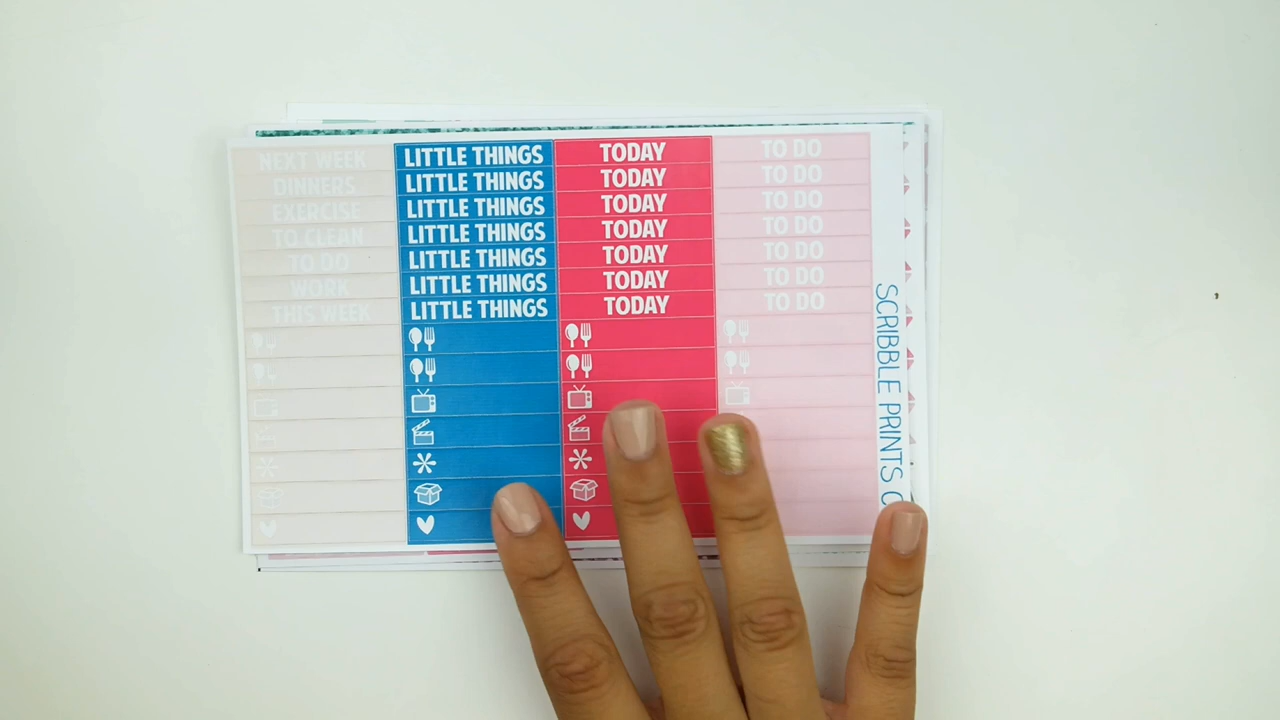 NEXT WEEK
DINNERS
EXERCISE
TO CLEAN
TO DO
WORK
THIS WEEK
LITTLE THINGS
LITTLE THINGS
LITTLE THINGS
LITTLE THINGS
LITTLE THINGS
LITTLE THINGS
LITTLE THINGS
TODAY
TODAY
TODAY
TODAY
TODAY
TODAY
TODAY
TO DO
TO DO
TO DO
TO DO
TO DO
TO DO
TO DO
SCRIBBLE PRINTS